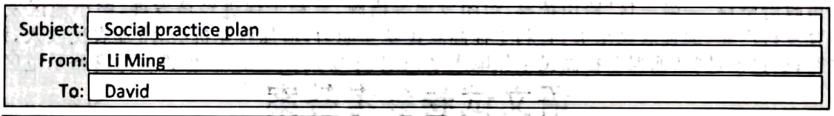 Subject: Social practice plan
From: Li Ming
To: David